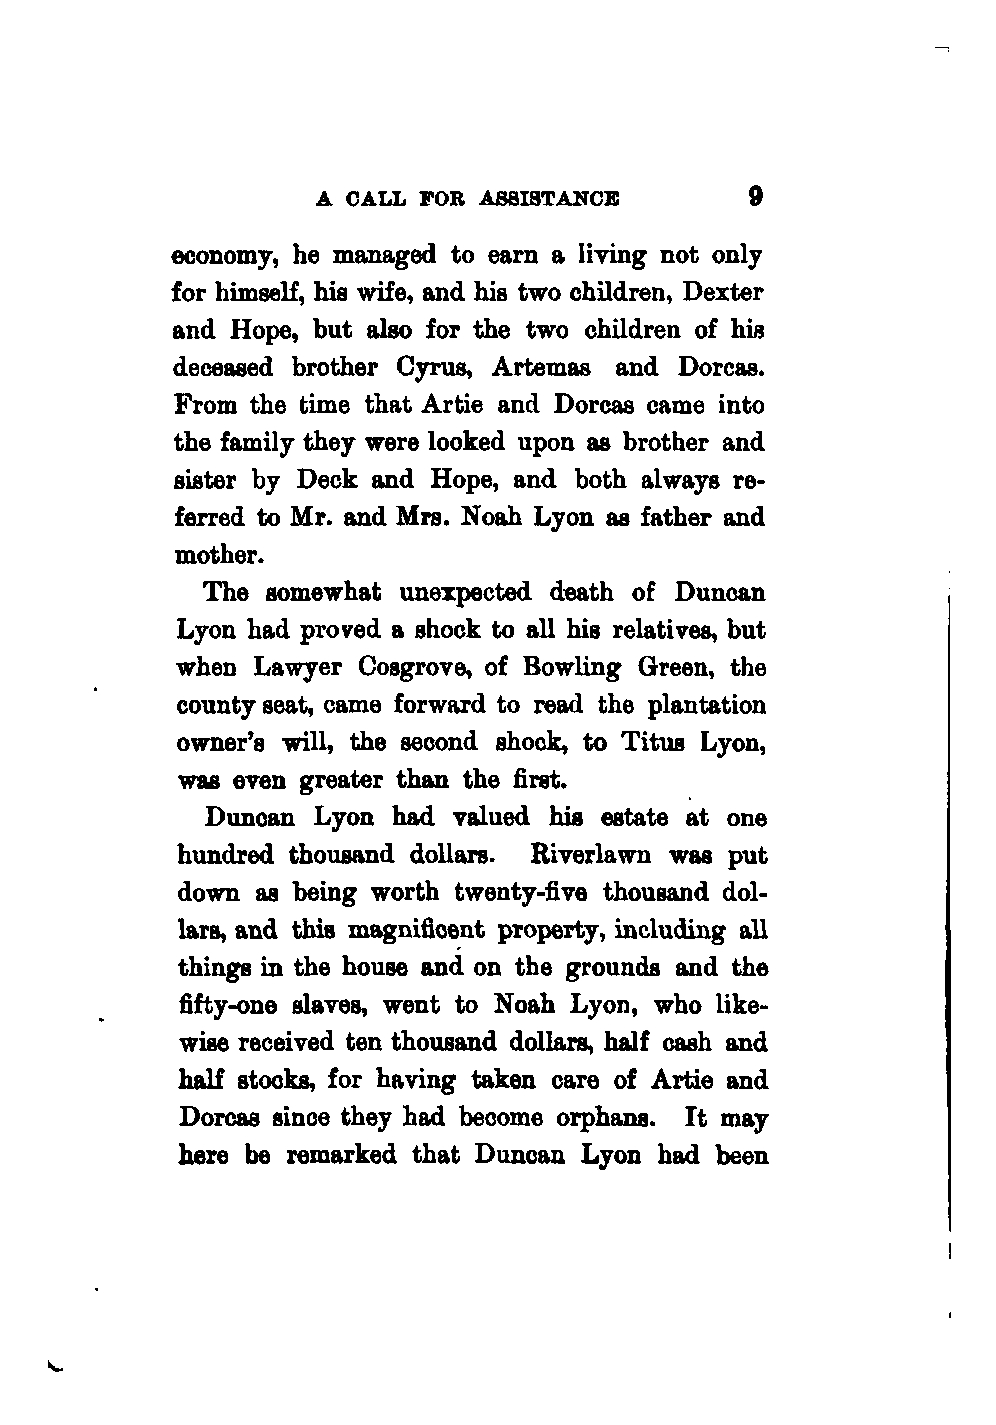 A CALL FOR ASSISTANCE 9
economy, he managed to earn a living not only
for himself, his wife, and his two children, Dexter
and Hope, but also for the two children of his
deceased brother Cyrus, Artemas and Dorcas.
From the time that Artie and Dorcas came into
the family they were looked upon as brother and
sister by Deck and Hope, and both always re-
ferred to Mr. and Mrs. Noah Lyon as father and
mother.
The somewhat unexpected death of Duncan
Lyon had proved a shock to all his relatives, but
when Lawyer Cosgrove, of Bowling Green, the
county seat, came forward to read the plantation
owner's will, the second shock, to Titus Lyon,
was even greater than the first.
Duncan Lyon had valued his estate at one
hundred thousand dollars. Riverlawn was put
down as being worth twenty-five thousand dol-
lars, and this magnificent property, including all
things in the house and on the grounds and the
fifty-one slaves, went to Noah Lyon, who like-
wise received ten thousand dollars, half cash and
half stocks, for having taken care of Artie and
Dorcas since they had become orphans. It may
here be remarked that Duncan Lyon had been